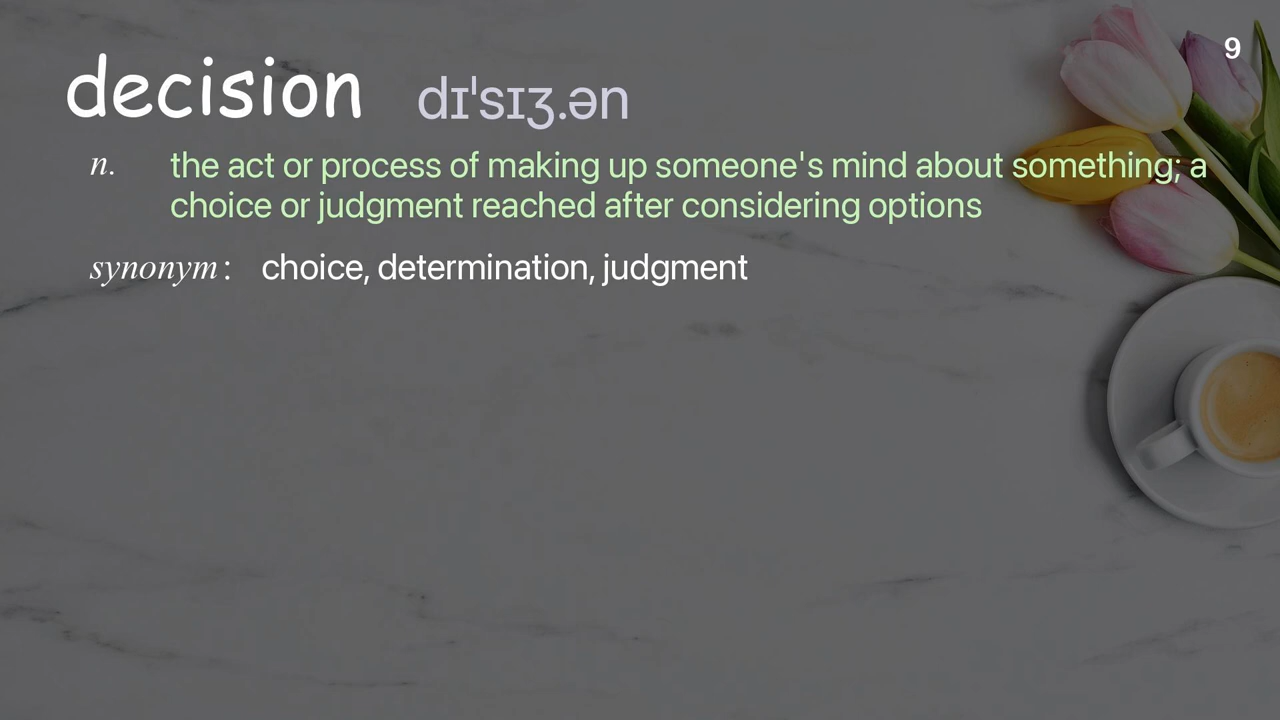 9
decision dɪˈsɪʒ.ən
n. the act or process of making up someone's mind about something; a
choice or judgment reached after considering options
synonym: choice, determination, judgment